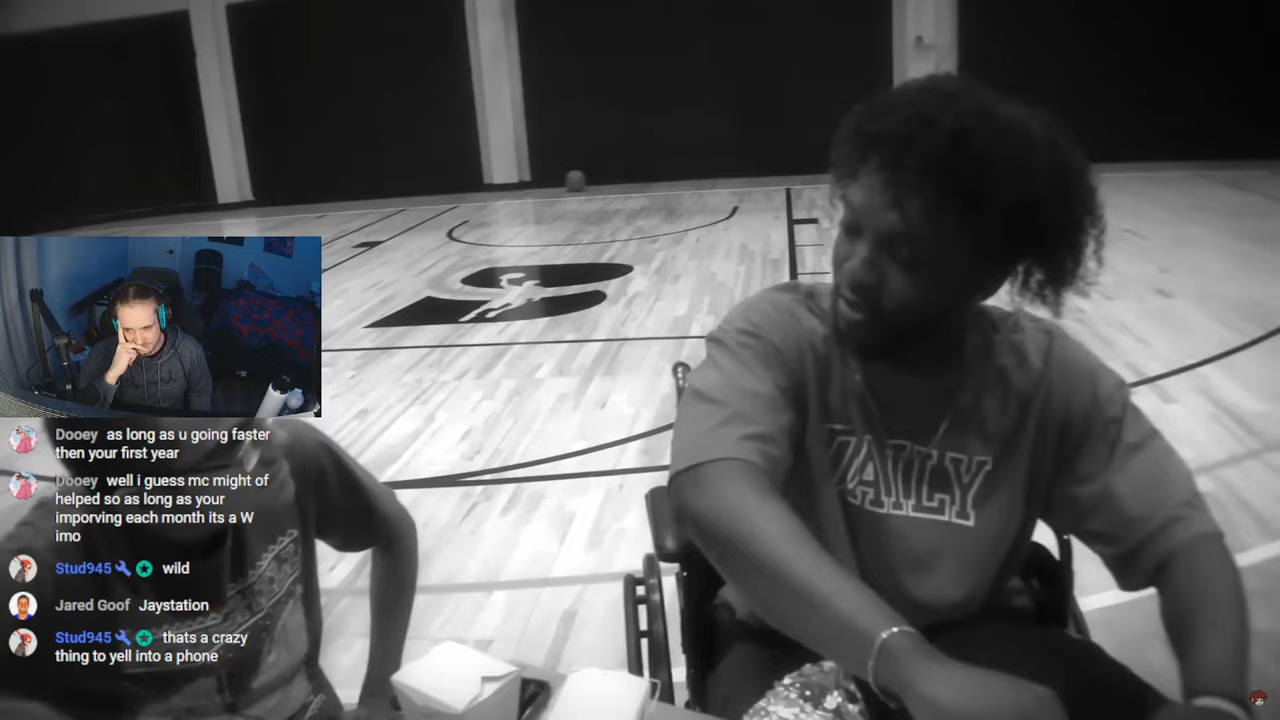 ZAILY
Dooey as long as u going faster
then your first year
Dooey well i guess mc might of
helped so as long as your
imporving each month its a W
imo
Stud945 wild
Jared Goof Jaystation
Stud945 thats a crazy
thing to yell into a phone